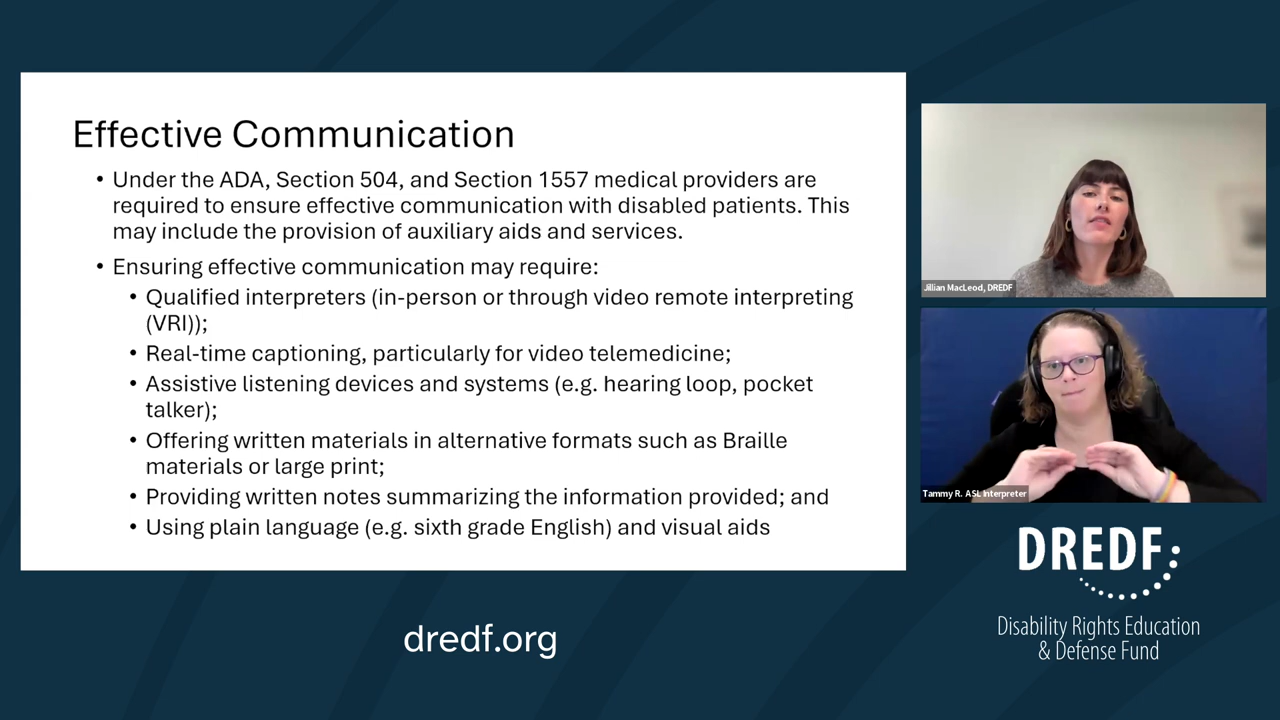 Effective Communication
• Under the ADA, Section 504, and Section 1557 medical providers are
required to ensure effective communication with disabled patients. This
may include the provision of auxiliary aids and services.
• Ensuring effective communication may require:
• Qualified interpreters (in-person or through video remote interpreting
(VRI));
• Real-time captioning, particularly for video telemedicine;
• Assistive listening devices and systems (e.g. hearing loop, pocket
talker);
• Offering written materials in alternative formats such as Braille
materials or large print;
• Providing written notes summarizing the information provided; and
• Using plain language (e.g. sixth grade English) and visual aids
dredf.org
Jillian MacLeod, DREDF
Tammy R. ASL Interpreter
DREDF
Disability Rights Education
& Defense Fund